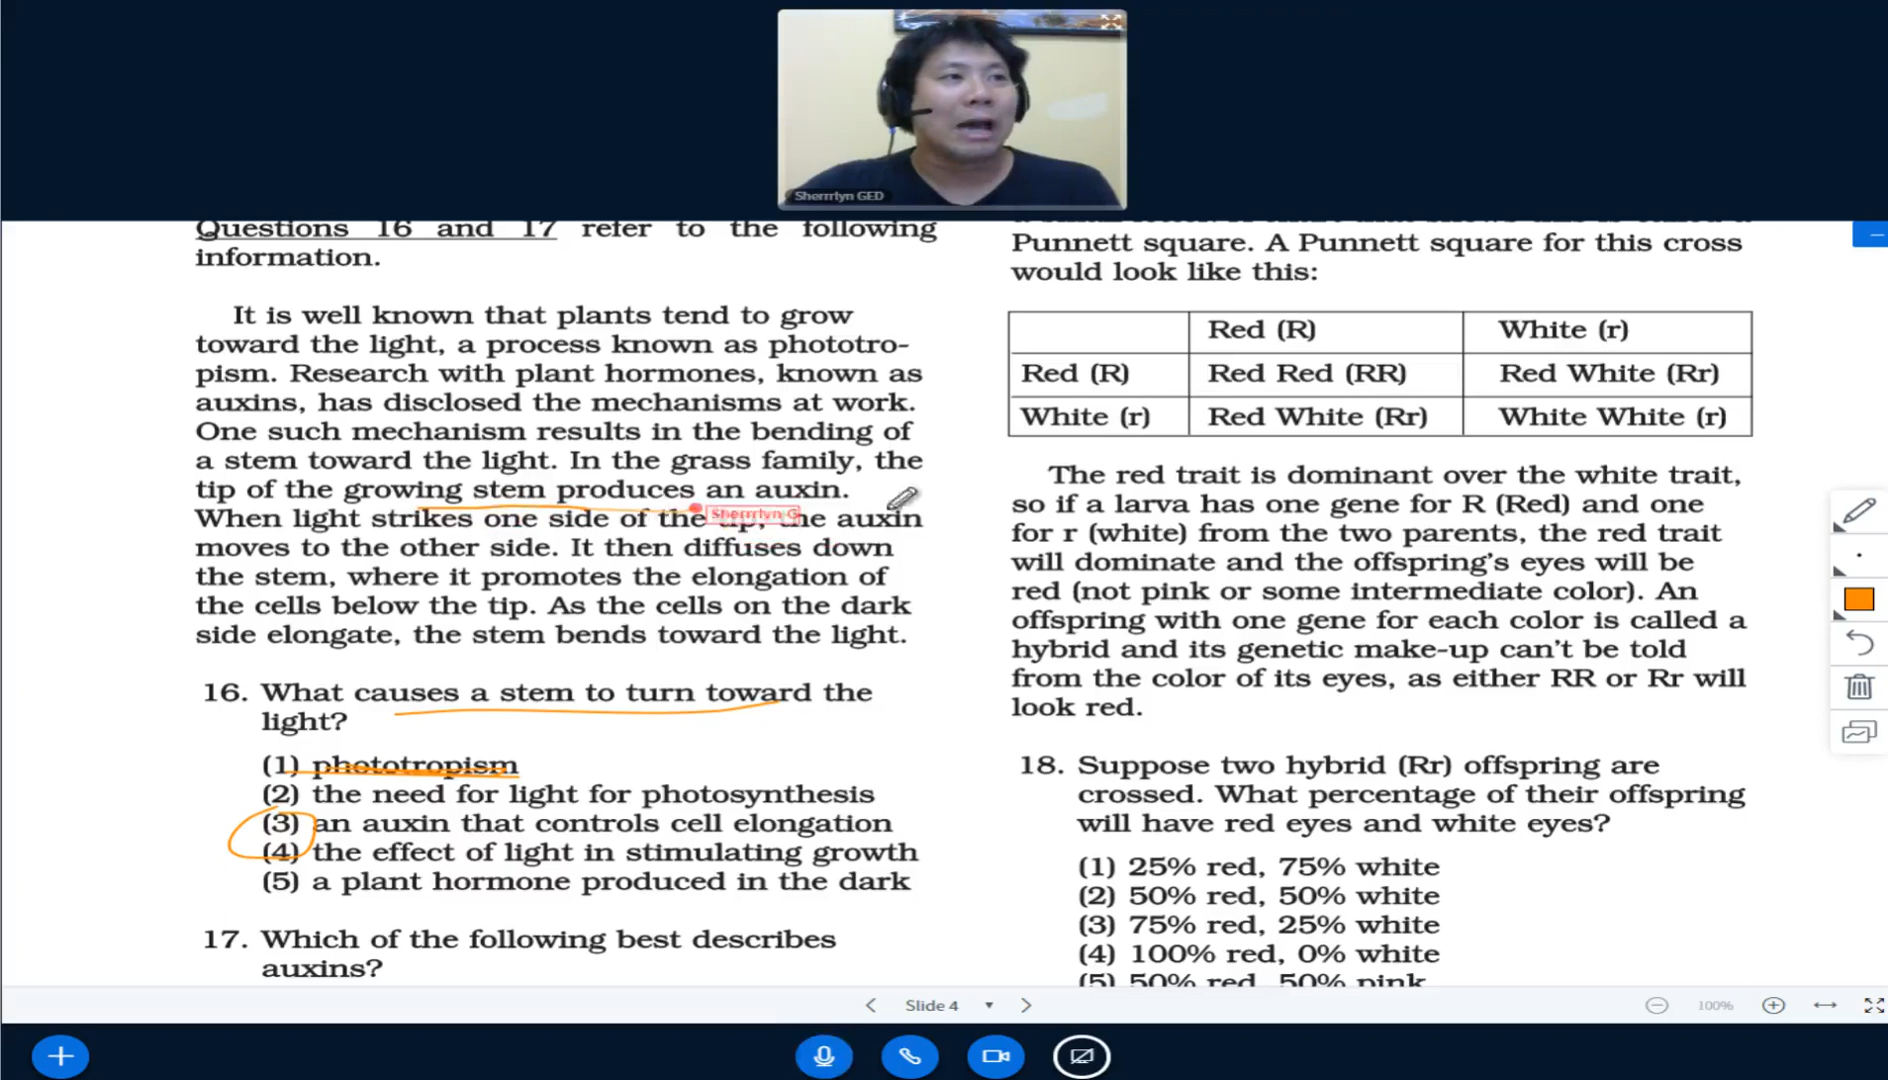 Sherrrlyn GED
Questions 16 and 17 refer to the following
information.
It is well known that plants tend to grow
toward the light, a process known as phototro-
pism. Research with plant hormones, known as
auxins, has disclosed the mechanisms at work.
One such mechanism results in the bending of
a stem toward the light. In the grass family, the
tip of the growing stem produces an auxin.
When light strikes one side of the tip, the auxin
Sherrrlyn G
moves to the other side. It then diffuses down
the stem, where it promotes the elongation of
the cells below the tip. As the cells on the dark
side elongate, the stem bends toward the light.
16. What causes a stem to turn toward the
light?
(1) phototropism
(2) the need for light for photosynthesis
(3) an auxin that controls cell elongation
(4) the effect of light in stimulating growth
(5) a plant hormone produced in the dark
17. Which of the following best describes
auxins?
Punnett square. A Punnett square for this cross
would look like this:
Red (R) White (r)
Red (R) Red Red (RR) Red White (Rr)
White (r) Red White (Rr) White White (r)
The red trait is dominant over the white trait,
so if a larva has one gene for R (Red) and one
for r (white) from the two parents, the red trait
will dominate and the offspring's eyes will be
red (not pink or some intermediate color). An
offspring with one gene for each color is called a
hybrid and its genetic make-up can't be told
from the color of its eyes, as either RR or Rr will
look red.
18. Suppose two hybrid (Rr) offspring are
crossed. What percentage of their offspring
will have red eyes and white eyes?
(1) 25% red, 75% white
(2) 50% red, 50% white
(3) 75% red, 25% white
(4) 100% red, 0% white
(5) 50% red, 50% pink
Slide 4
100%